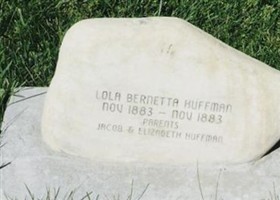 LOLA BERNETTA HUFFMAN
NOV 1883 – NOV 1883
PARENTS
JACOB & ELIZABETH HUFFMAN